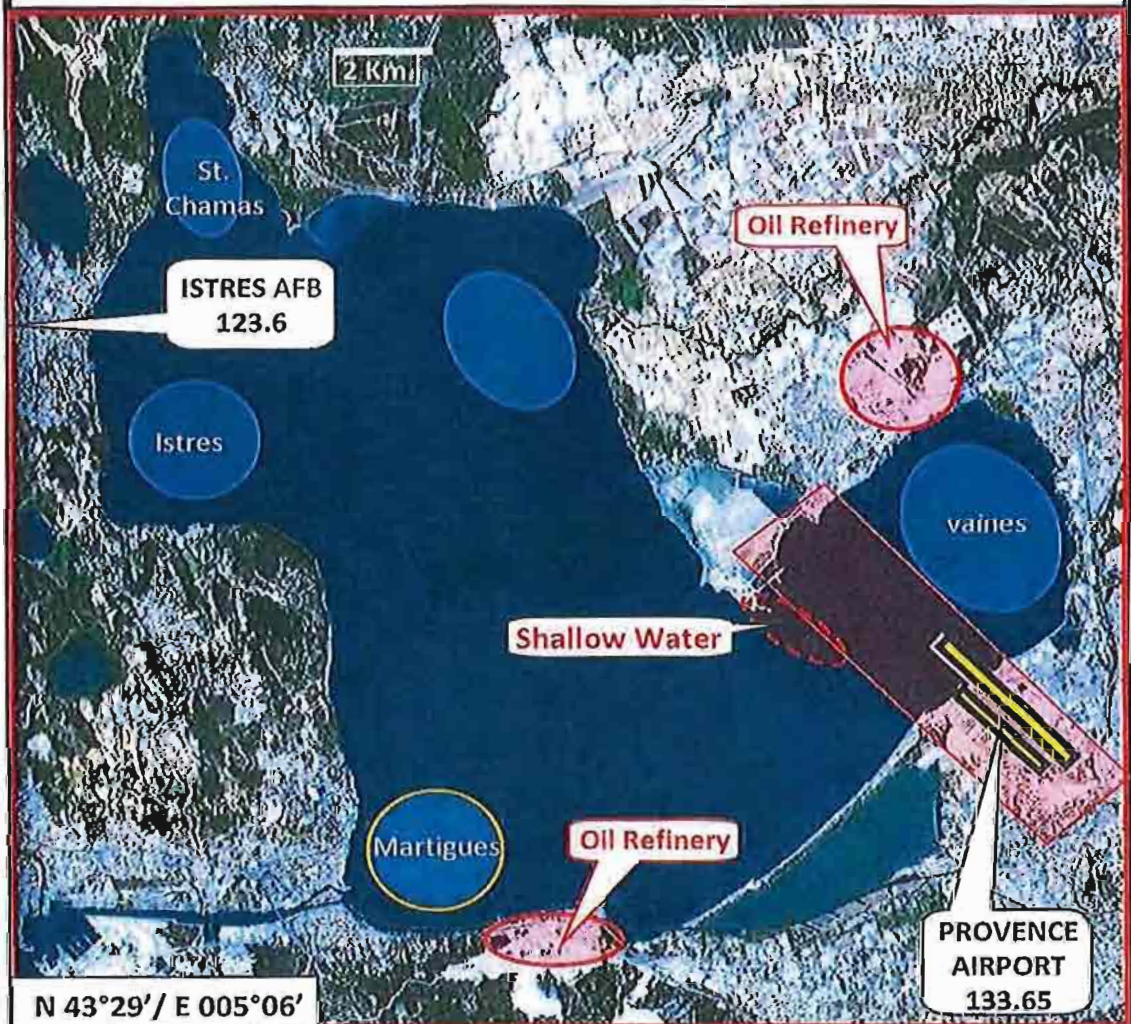 2 Km
St.
Chamas
Oil Refinery
ISTRES AFB
123.6
Istres
vaines
Shallow Water
Martigues
Oil Refinery
PROVENCE
AIRPORT
133.65
N 43°29'/ E 005°06'